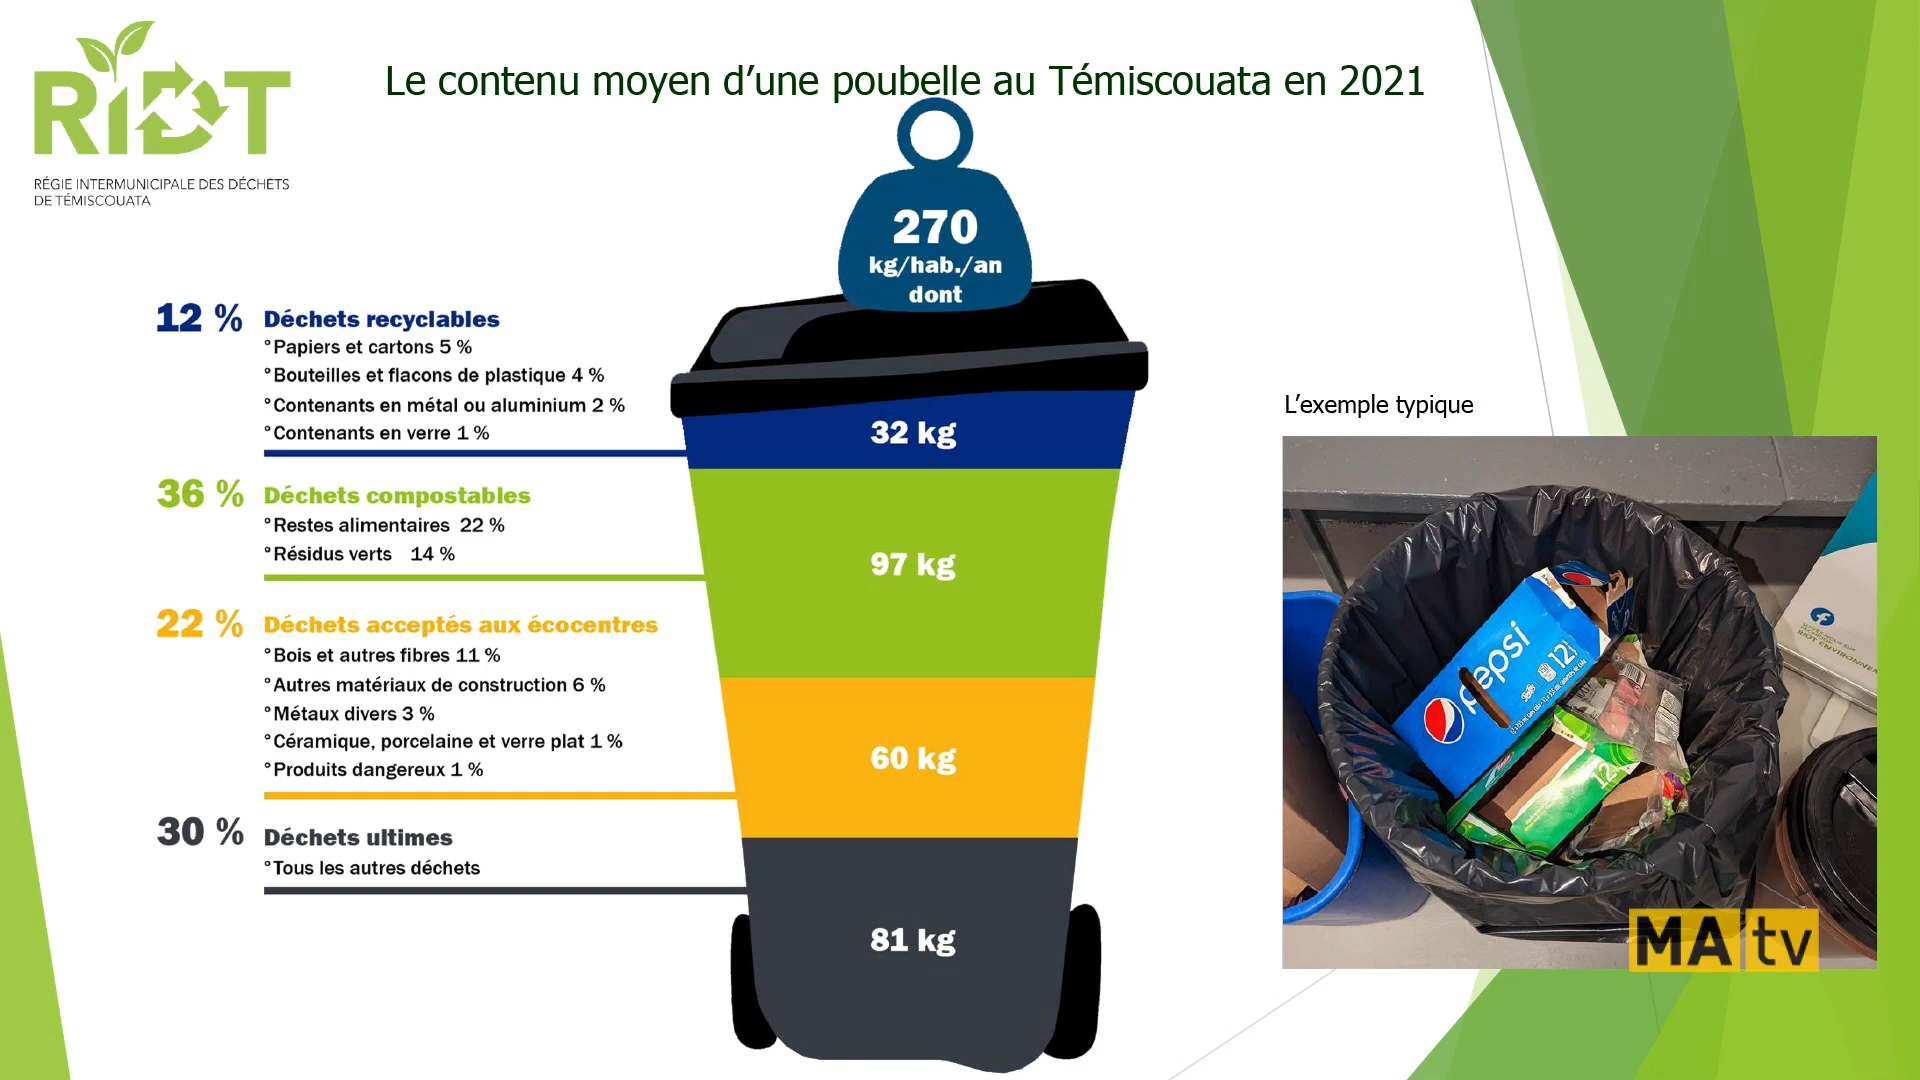 RIDT
RÉGIE INTERMUNICIPALE DES DÉCHETS
DE TÉMISCOUATA
Le contenu moyen d’une poubelle au Témiscouata en 2021
270
kg/hab./an
dont
12 % Déchets recyclables
°Papiers et cartons 5 %
°Bouteilles et flacons de plastique 4 %
°Contenants en métal ou aluminium 2 %
°Contenants en verre 1 %
32 kg
36 % Déchets compostables
°Restes alimentaires 22 %
°Résidus verts 14 %
97 kg
22 % Déchets acceptés aux écocentres
°Bois et autres fibres 11 %
°Autres matériaux de construction 6 %
°Métaux divers 3 %
°Céramique, porcelaine et verre plat 1 %
°Produits dangereux 1 %
60 kg
30 % Déchets ultimes
°Tous les autres déchets
81 kg
L’exemple typique
pepsi
12
12
MAtv